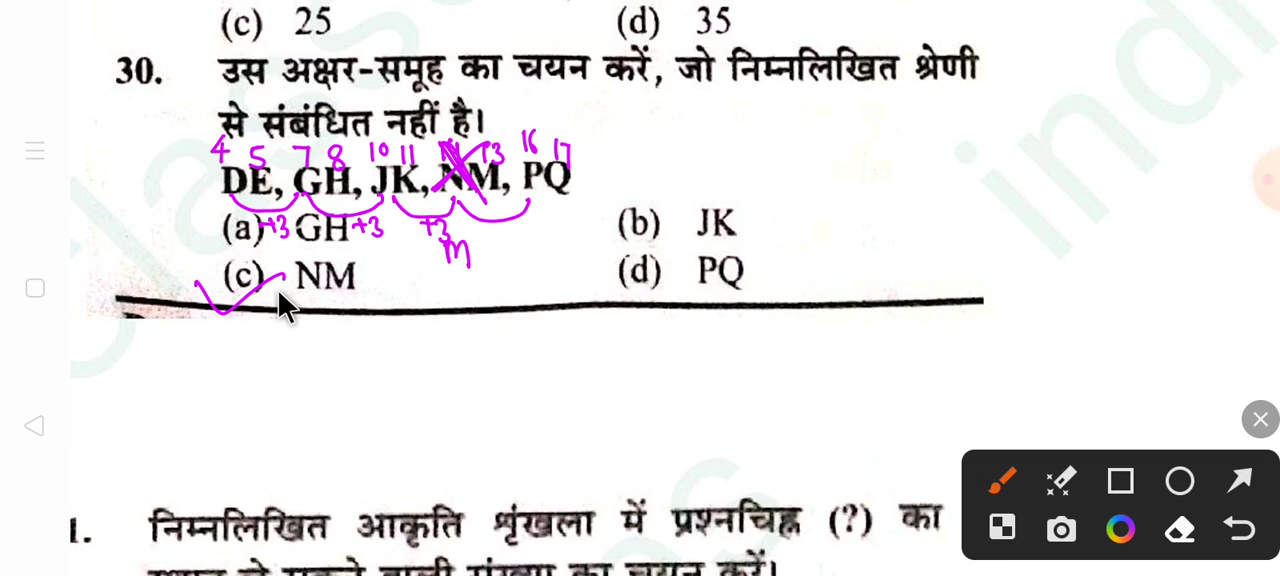 (c) 25 (d) 35
30. उस अक्षर-समूह का चयन करें, जो निम्नलिखित श्रेणी
से संबंधित नहीं है।
4 5 7 8 10 11 13 16 17
DE, GH, JK, NM, PQ
+3 +3 +3
(a) GH (b) JK
m
(c) NM (d) PQ
1. निम्नलिखित आकृति शृंखला में प्रश्नचिह्न (?) का
का चयन करें।